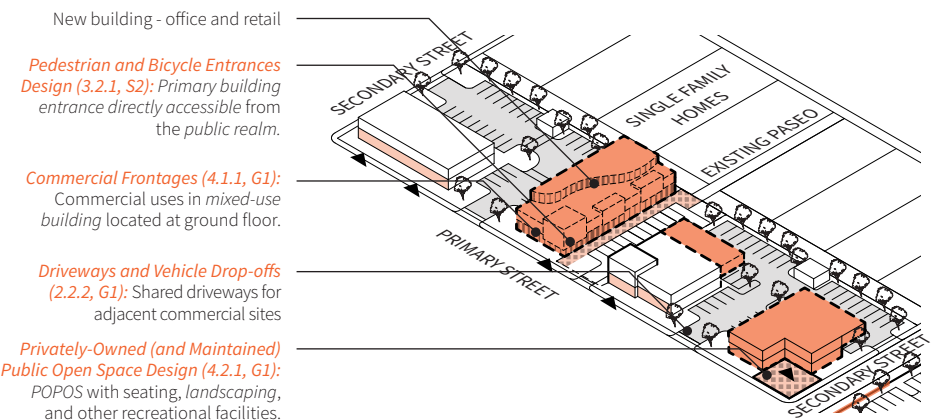 New building - office and retail
Pedestrian and Bicycle Entrances
Design (3.2.1, S2): Primary building
entrance directly accessible from
the public realm.
Commercial Frontages (4.1.1, G1):
Commercial uses in mixed-use
building located at ground floor.
Driveways and Vehicle Drop-offs
(2.2.2, G1): Shared driveways for
adjacent commercial sites
Privately-Owned (and Maintained)
Public Open Space Design (4.2.1, G1):
POPOS with seating, landscaping,
and other recreational facilities.
SECONDARY STREET
SINGLE FAMILY
HOMES
EXISTING PASEO
PRIMARY STREET
SECONDARY STREET